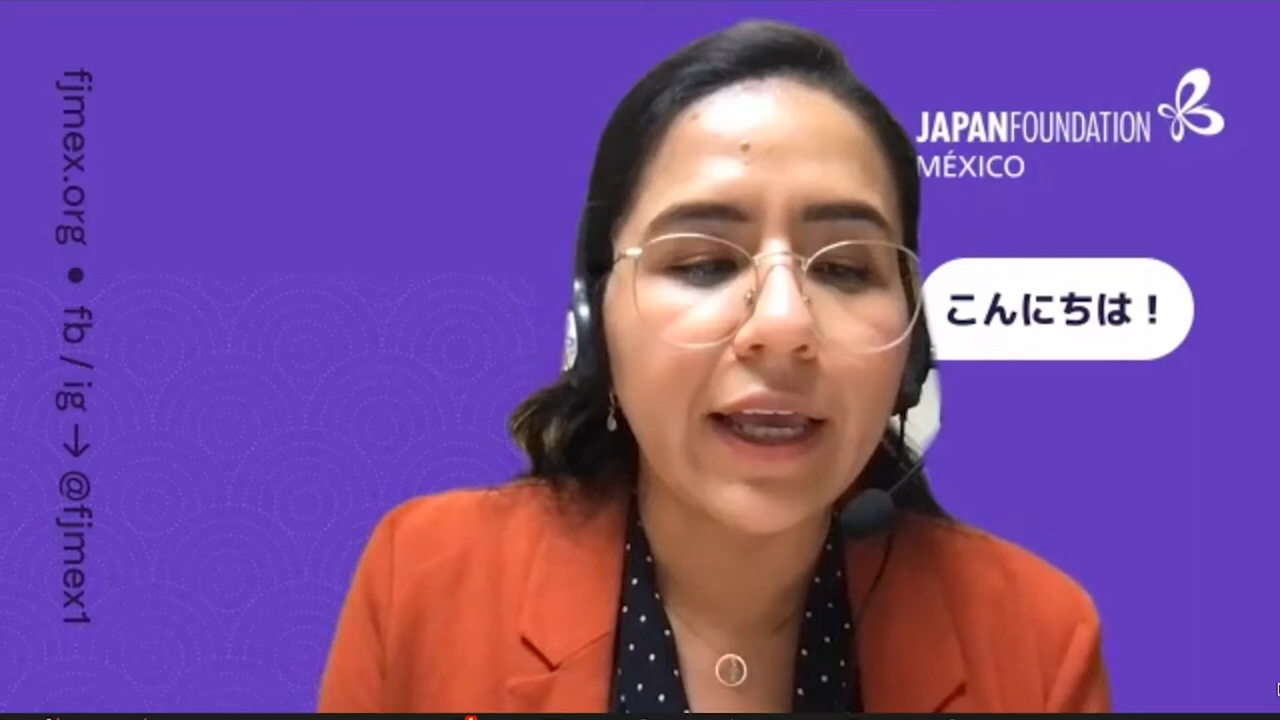 fjmex.org • fb / ig → @fjmex1
JAPANFOUNDATION
MÉXICO
こんにちは！